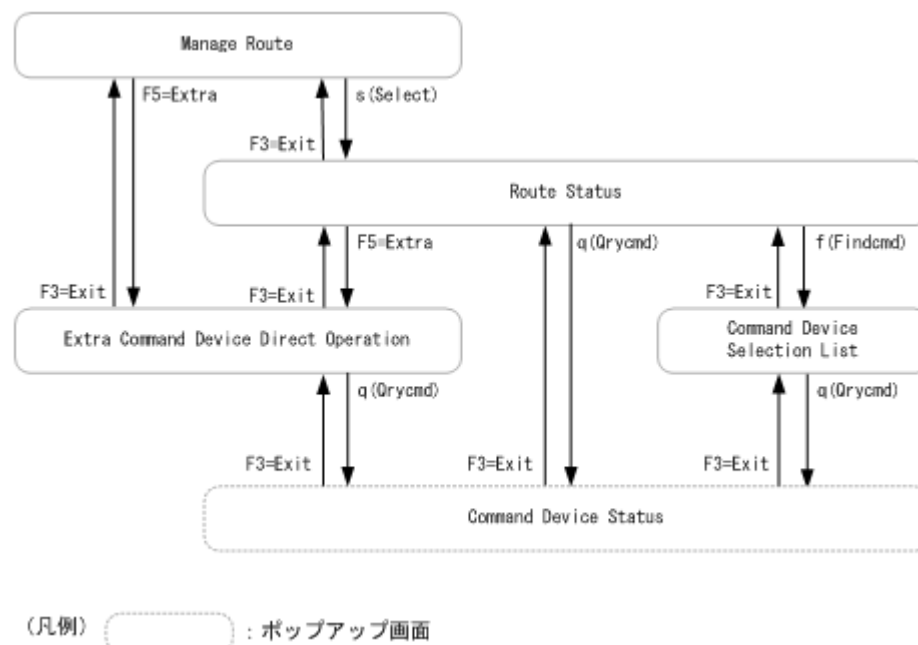 Manage Route
F5=Extra
s(Select)
F3=Exit
Route Status
F5=Extra
q(Qrycmd)
f(Findcmd)
F3=Exit
F3=Exit
F3=Exit
Extra Command Device Direct Operation
Command Device
Selection List
q(Qrycmd)
q(Qrycmd)
F3=Exit
F3=Exit
F3=Exit
Command Device Status
(凡例)
:ポップアップ画面